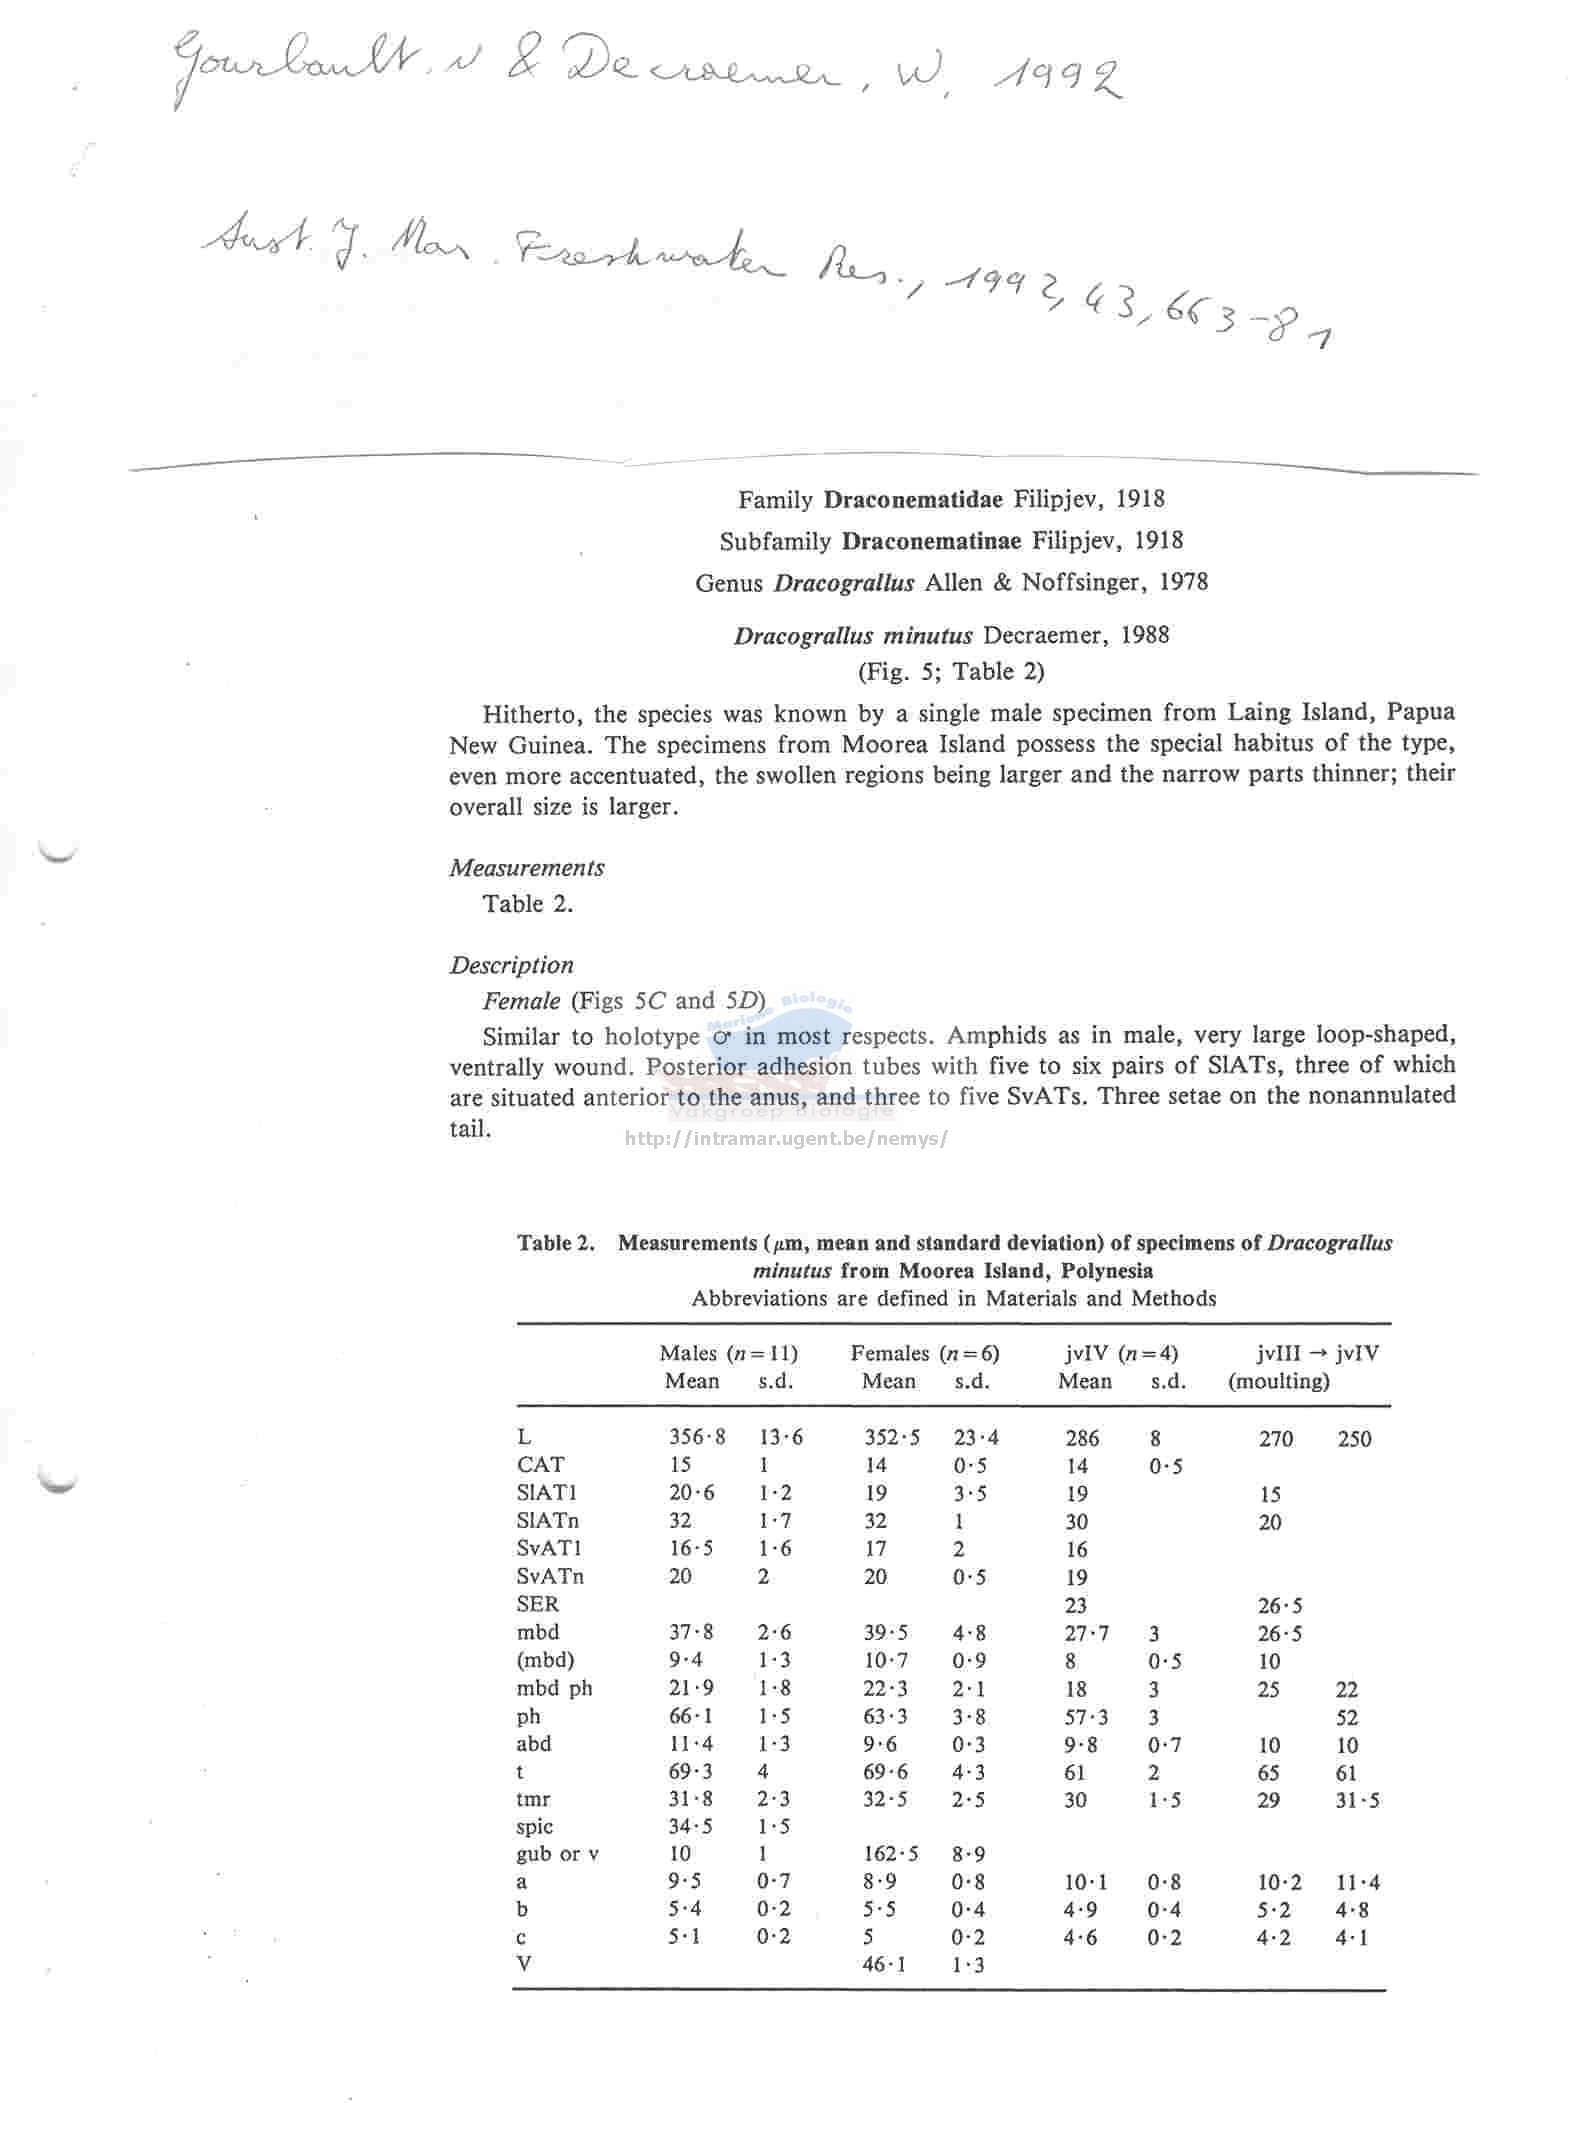 Gourbault, N & Decraemer, W, 1992
Aust. J. Mar. Freshwater Res., 1992, 43, 663-81
Family Draconematidae Filipjev, 1918
Subfamily Draconematinae Filipjev, 1918
Genus Dracograllus Allen & Noffsinger, 1978
Dracograllus minutus Decraemer, 1988
(Fig. 5; Table 2)
Hitherto, the species was known by a single male specimen from Laing Island, Papua
New Guinea. The specimens from Moorea Island possess the special habitus of the type,
even more accentuated, the swollen regions being larger and the narrow parts thinner; their
overall size is larger.
Measurements
Table 2.
Description
Female (Figs 5C and 5D)
Similar to holotype ♂ in most respects. Amphids as in male, very large loop-shaped,
ventrally wound. Posterior adhesion tubes with five to six pairs of SlATs, three of which
are situated anterior to the anus, and three to five SvATs. Three setae on the nonannulated
tail.
Mariene Biologie
Vakgroep Biologie
http://intramar.ugent.be/nemys/
Table 2. Measurements (μm, mean and standard deviation) of specimens of Dracograllus
minutus from Moorea Island, Polynesia
Abbreviations are defined in Materials and Methods
Males (n=11) Females (n=6) jvIV (n=4) jvIII → jvIV
Mean s.d. Mean s.d. Mean s.d. (moulting)
L 356·8 13·6 352·5 23·4 286 8 270 250
CAT 15 1 14 0·5 14 0·5
SlAT1 20·6 1·2 19 3·5 19 15
SlATn 32 1·7 32 1 30 20
SvAT1 16·5 1·6 17 2 16
SvATn 20 2 20 0·5 19
SER 23 26·5
mbd 37·8 2·6 39·5 4·8 27·7 3 26·5
(mbd) 9·4 1·3 10·7 0·9 8 0·5 10
mbd ph 21·9 1·8 22·3 2·1 18 3 25 22
ph 66·1 1·5 63·3 3·8 57·3 3 52
abd 11·4 1·3 9·6 0·3 9·8 0·7 10 10
t 69·3 4 69·6 4·3 61 2 65 61
tmr 31·8 2·3 32·5 2·5 30 1·5 29 31·5
spic 34·5 1·5
gub or v 10 1 162·5 8·9
a 9·5 0·7 8·9 0·8 10·1 0·8 10·2 11·4
b 5·4 0·2 5·5 0·4 4·9 0·4 5·2 4·8
c 5·1 0·2 5 0·2 4·6 0·2 4·2 4·1
V 46·1 1·3